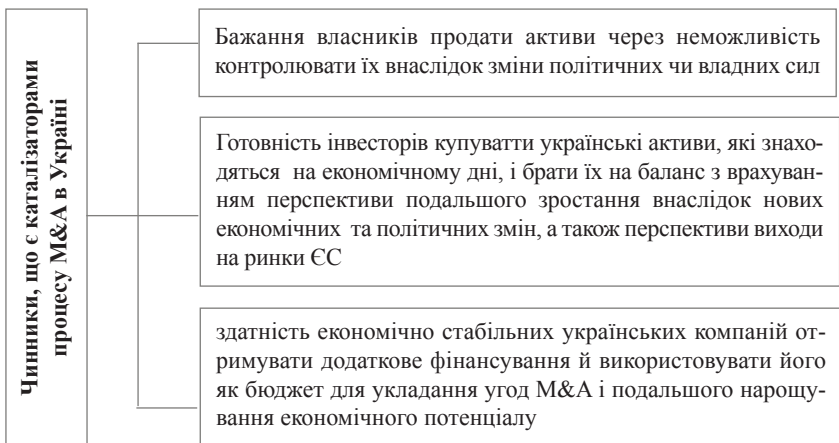 Чинники, що є каталізаторами
процесу M&A в Україні
Бажання власників продати активи через неможливість
контролювати їх внаслідок зміни політичних чи владних сил
Готовність інвесторів купуватти українські активи, які знахо-
дяться на економічному дні, і брати їх на баланс з врахуван-
ням перспективи подальшого зростання внаслідок нових
економічних та політичних змін, а також перспективи виходи
на ринки ЄС
здатність економічно стабільних українських компаній от-
римувати додаткове фінансування й використовувати його
як бюджет для укладання угод M&A і подальшого нарощу-
вання економічного потенціалу